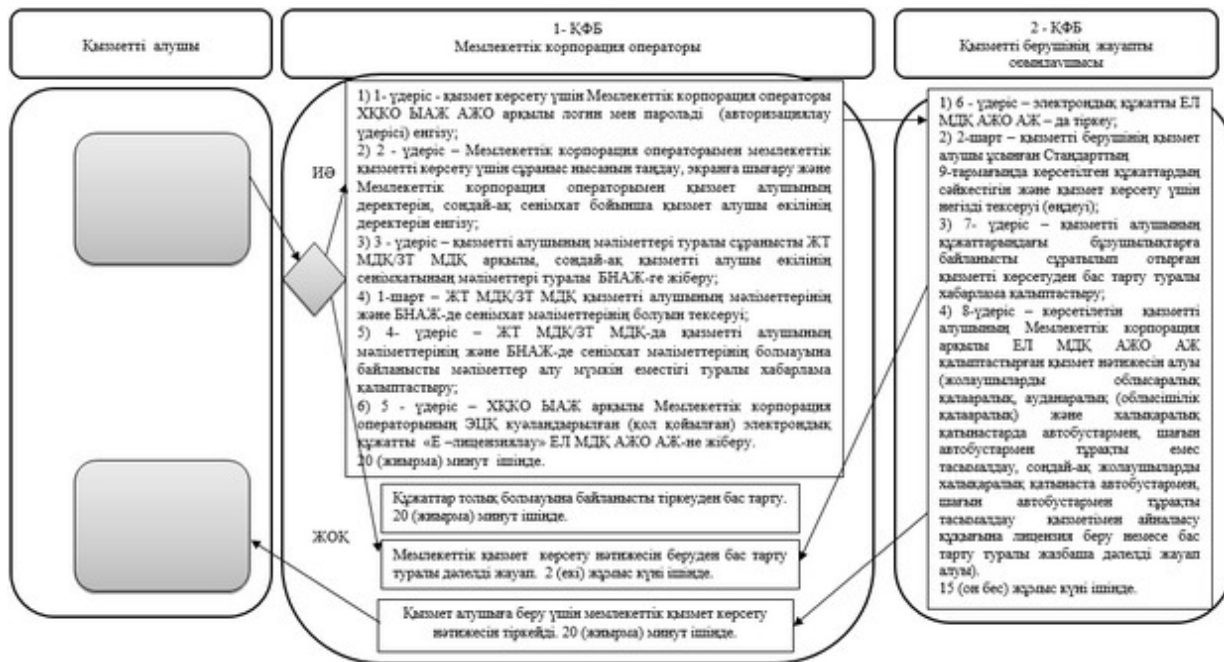 Қызметті алушы
1- ҚФБ
Мемлекеттік корпорация операторы
2 - ҚФБ
Қызметті берушінің жауапты
орындаушысы
ИӘ
ЖОҚ
1) 1- үдеріс - қызмет көрсету үшін Мемлекеттік корпорация операторы
ХҚКО ЫАЖ АЖО арқылы логин мен парольді (авторизациялау
үдерісі) енгізу;
2) 2 - үдеріс – Мемлекеттік корпорация операторымен мемлекеттік
қызметті көрсету үшін сұраныс нысанын таңдау, экранға шығару және
Мемлекеттік корпорация операторымен қызмет алушының
деректерін, сондай-ақ сенімхат бойынша қызмет алушы өкілінің
деректерін енгізу;
3) 3 - үдеріс – қызметті алушының мәліметтері туралы сұранысты ЖТ
МДҚ/ЗТ МДҚ арқылы, сондай-ақ қызметті алушы өкілінің
сенімхатының мәліметтері туралы БНАЖ-ге жіберу;
4) 1-шарт – ЖТ МДҚ/ЗТ МДҚ қызметті алушының мәліметтерінің
және БНАЖ-де сенімхат мәліметтерінің болуын тексеруі;
5) 4- үдеріс – ЖТ МДҚ/ЗТ МДҚ-да қызметті алушының
мәліметтерінің және БНАЖ-де сенімхат мәліметтерінің болмауына
байланысты мәліметтер алу мүмкін еместігі туралы хабарлама
қалыптастыру;
6) 5 - үдеріс – ХҚКО ЫАЖ арқылы Мемлекеттік корпорация
операторының ЭЦҚ куәландырылған (қол қойылған) электрондық
құжатты «Е –лицензиялау» ЕЛ МДҚ АЖО АЖ-не жіберу.
20 (жиырма) минут ішінде.
Құжаттар толық болмауына байланысты тіркеуден бас тарту.
20 (жиырма) минут ішінде.
Мемлекеттік қызмет көрсету нәтижесін беруден бас тарту
туралы дәлелді жауап. 2 (екі) жұмыс күні ішінде.
Қызмет алушыға беру үшін мемлекеттік қызмет көрсету
нәтижесін тіркейді. 20 (жиырма) минут ішінде.
1) 6 - үдеріс – электрондық құжатты ЕЛ
МДҚ АЖО АЖ – да тіркеу;
2) 2-шарт – қызметті берушінің қызмет
алушы ұсынған Стандарттың
9-тармағында көрсетілген құжаттардың
сәйкестігін және қызмет көрсету үшін
негізді тексеруі (өңдеуі);
3) 7- үдеріс – қызметті алушының
құжаттарындағы бұзушылықтарға
байланысты сұратылып отырған
қызметті көрсетуден бас тарту туралы
хабарлама қалыптастыру;
4) 8-үдеріс – көрсетілетін қызметті
алушының Мемлекеттік корпорация
арқылы ЕЛ МДҚ АЖО АЖ
қалыптастырған қызмет нәтижесін алуы
(жолаушыларды облысаралық
қалааралық, ауданаралық (облысішілік
қалааралық) және халықаралық
қатынастарда автобустармен, шағын
автобустармен тұрақты емес
тасымалдау, сондай-ақ жолаушыларды
халықаралық қатынаста автобустармен,
шағын автобустармен тұрақты
тасымалдау қызметімен айналысу
құқығына лицензия беру немесе бас
тарту туралы жазбаша дәлелді жауап
алуы).
15 (он бес) жұмыс күні ішінде.